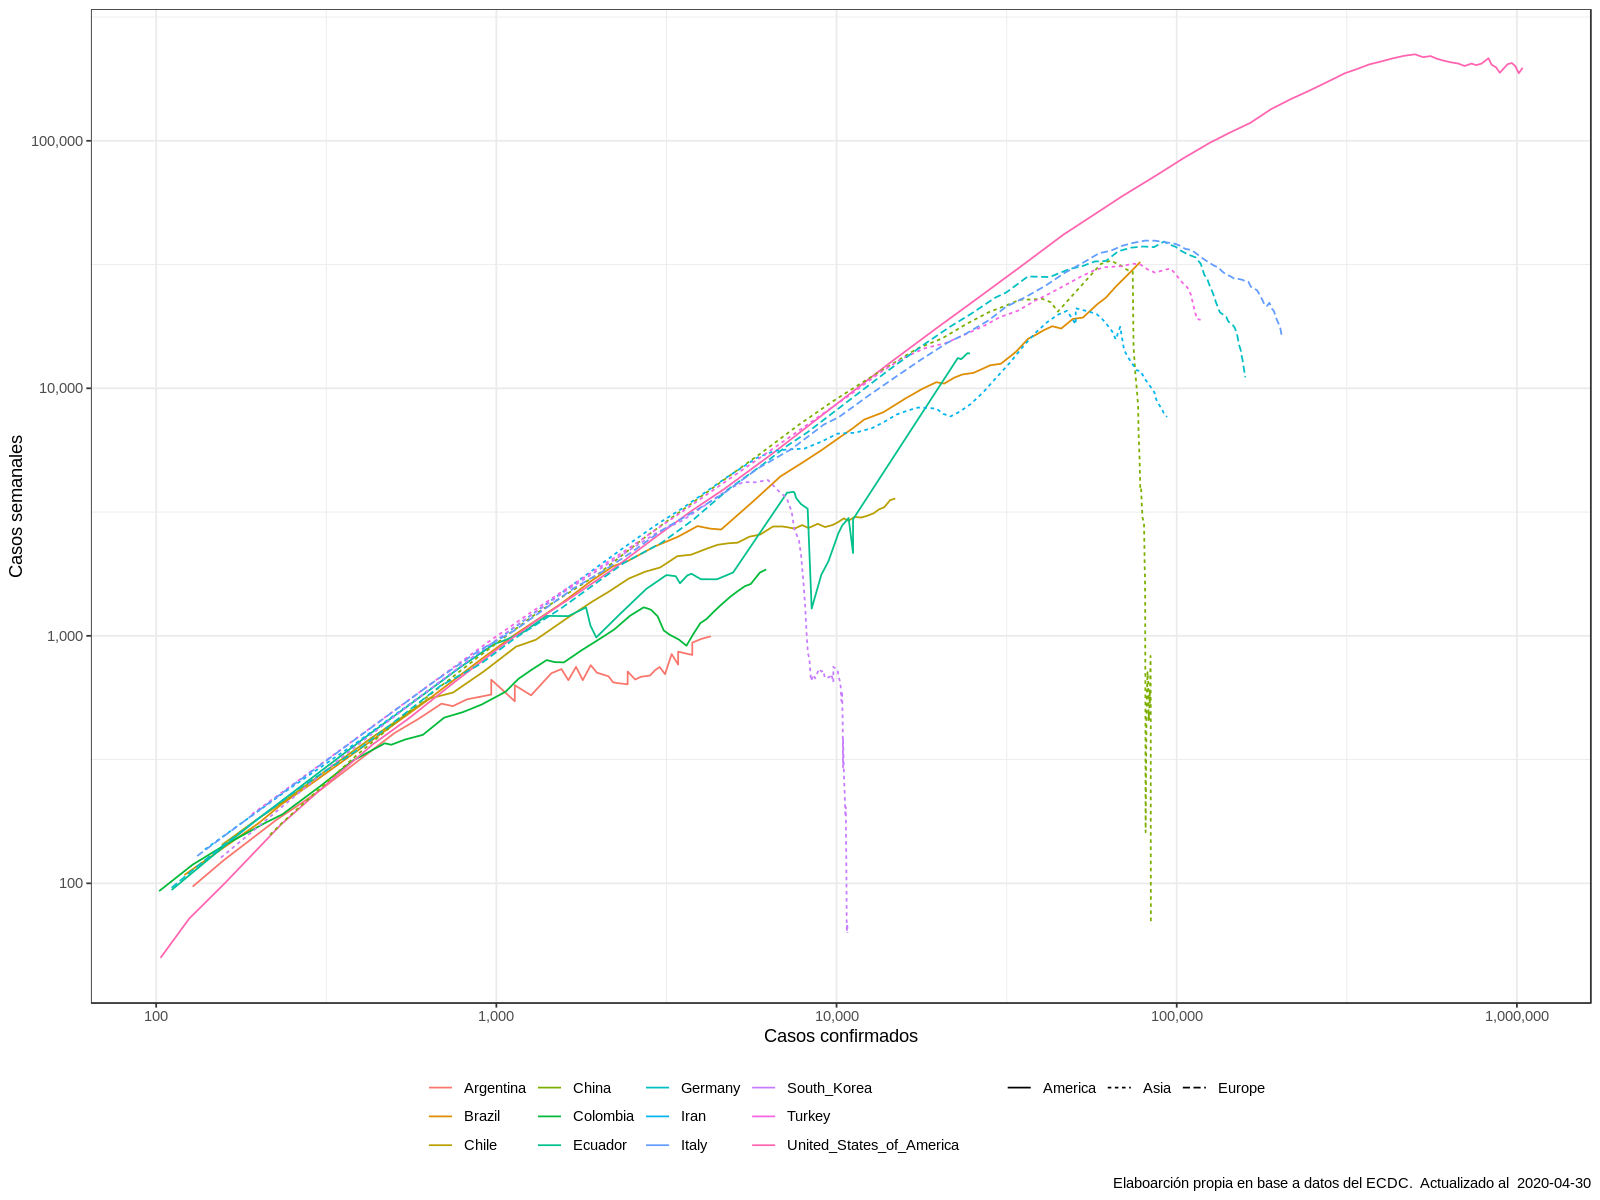 Casos semanales
100,000
10,000
1,000
100
100 1,000 10,000 100,000 1,000,000
Casos confirmados
Argentina China Germany South_Korea America Asia Europe
Brazil Colombia Iran Turkey
Chile Ecuador Italy United_States_of_America
Elaboarción propia en base a datos del ECDC. Actualizado al 2020-04-30